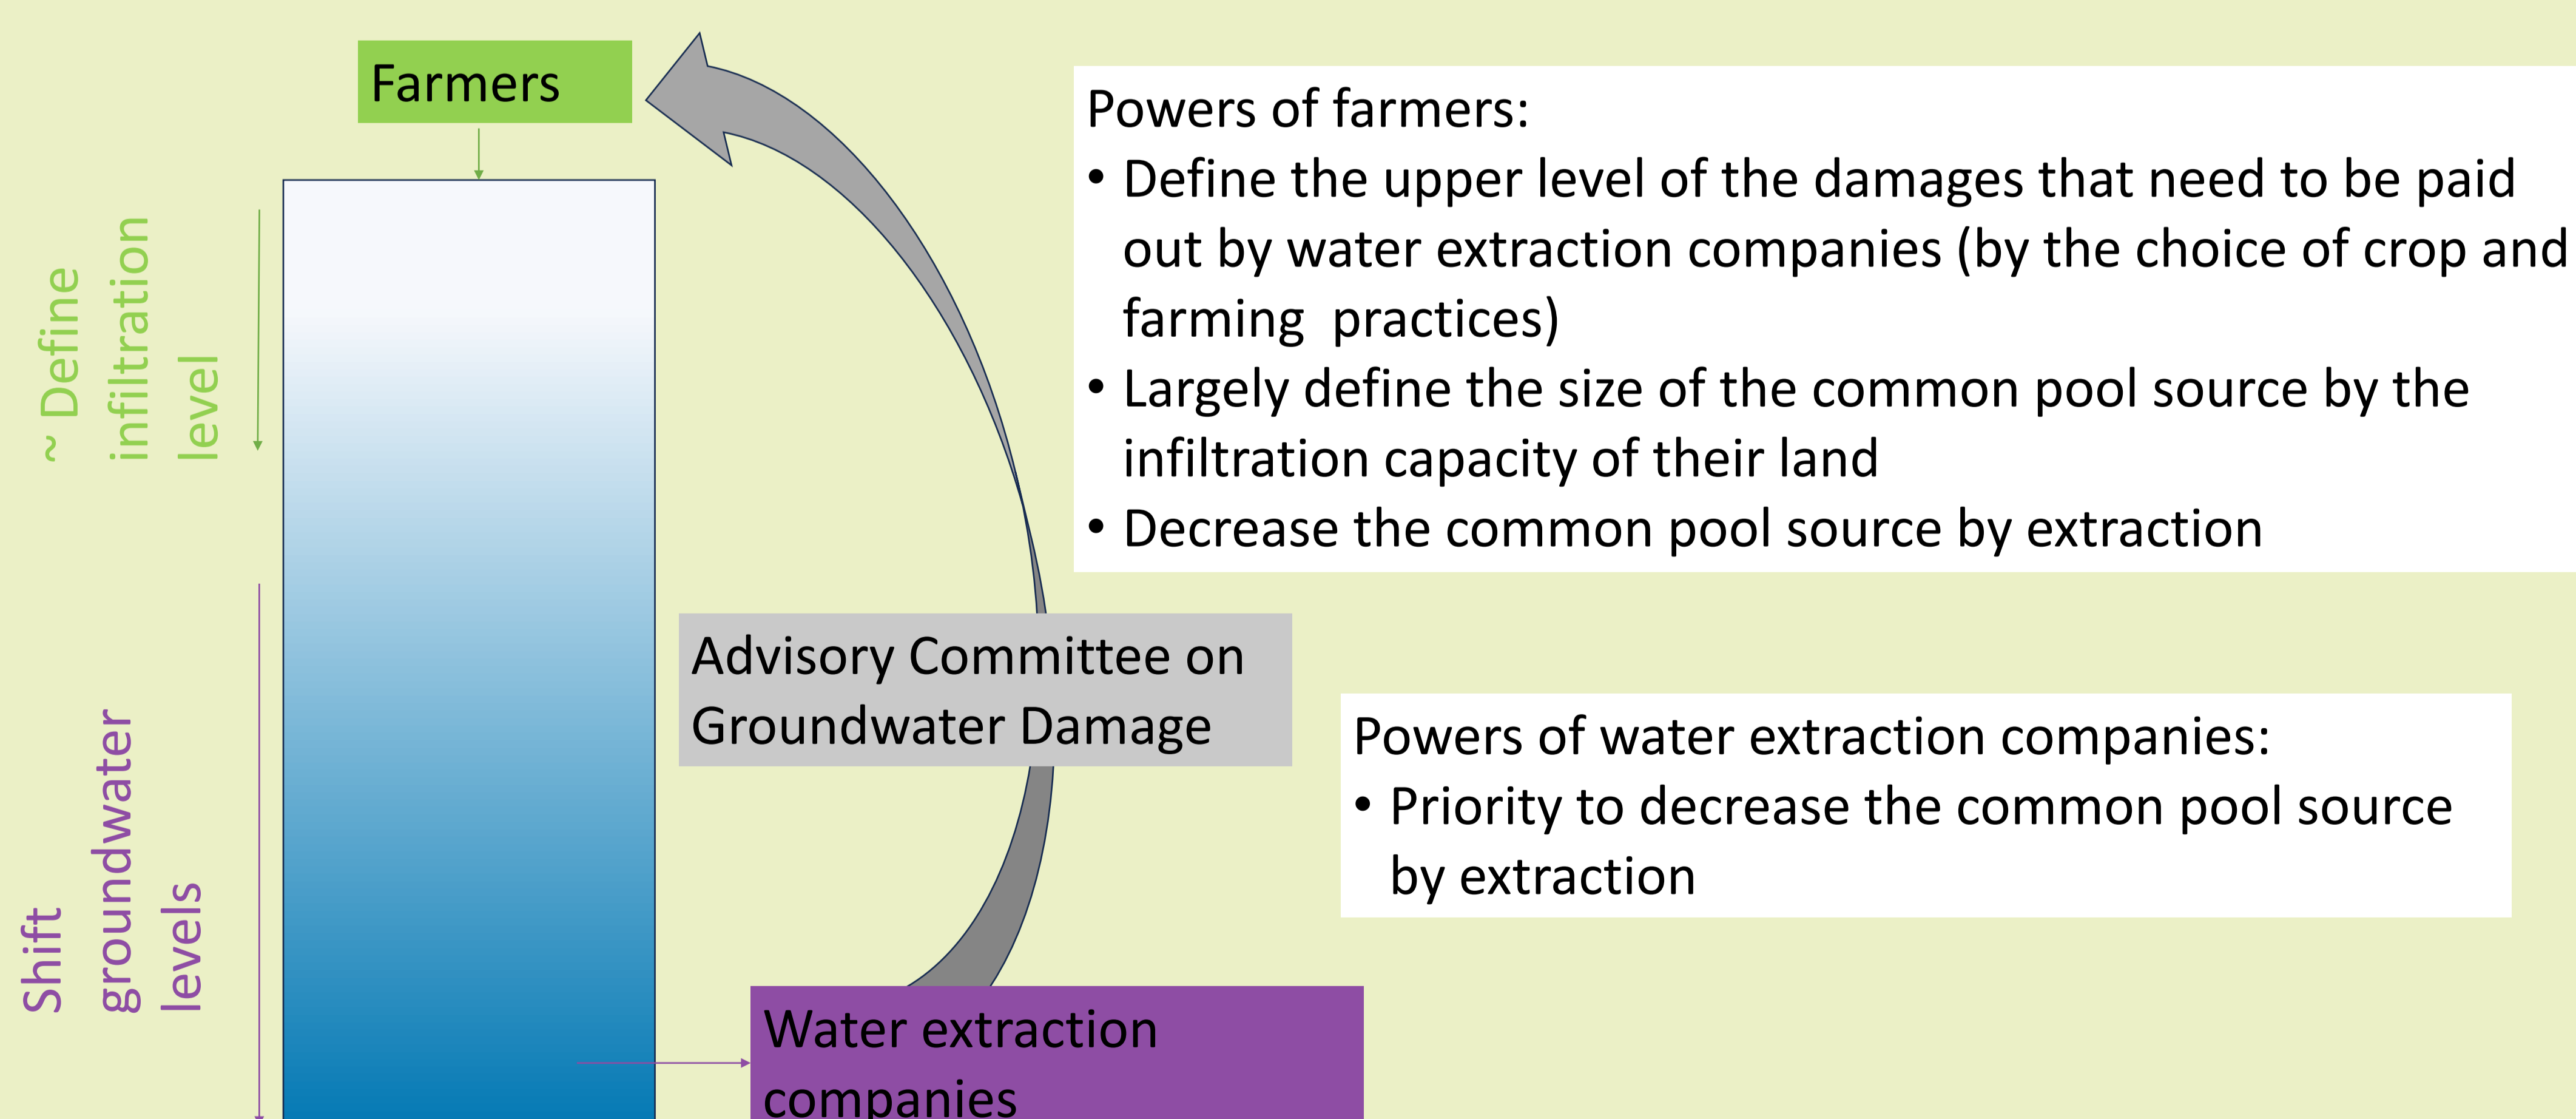 Farmers
Powers of farmers:
• Define the upper level of the damages that need to be paid
out by water extraction companies (by the choice of crop and
farming  practices)
• Largely define the size of the common pool source by the
infiltration capacity of their land
• Decrease the common pool source by extraction
~ Define
infiltration
level
Advisory Committee on
Groundwater Damage
Powers of water extraction companies:
• Priority to decrease the common pool source
by extraction
Shift
groundwater
levels
Water extraction
companies